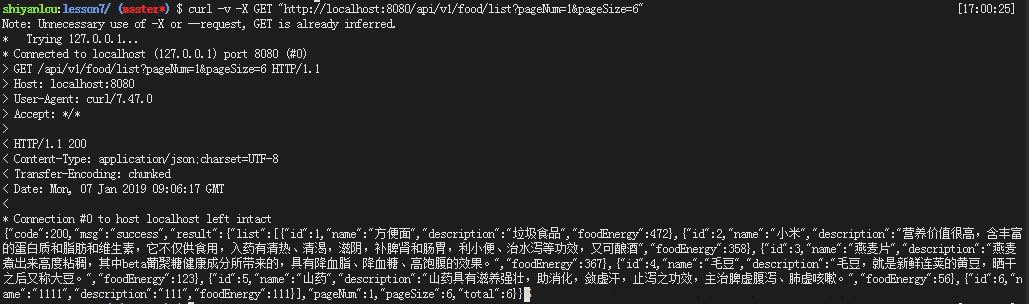 shiyanlou:lesson7/ (master*) $ curl -v -X GET "http://localhost:8080/api/v1/food/list?pageNum=1&pageSize=6" [17:00:25]
Note: Unnecessary use of -X or --request, GET is already inferred.
*   Trying 127.0.0.1...
* Connected to localhost (127.0.0.1) port 8080 (#0)
> GET /api/v1/food/list?pageNum=1&pageSize=6 HTTP/1.1
> Host: localhost:8080
> User-Agent: curl/7.47.0
> Accept: */*
>
< HTTP/1.1 200
< Content-Type: application/json;charset=UTF-8
< Transfer-Encoding: chunked
< Date: Mon, 07 Jan 2019 09:06:17 GMT
<
* Connection #0 to host localhost left intact
{"code":200,"msg":"success","result":{"list":[{"id":1,"name":"方便面","description":"垃圾食品","foodEnergy":472},{"id":2,"name":"小米","description":"营养价值很高，含丰富
的蛋白质和脂肪和维生素，它不仅供食用，入药有清热、清渴，滋阴，补脾肾和肠胃，利小便、治水泻等功效，又可酿酒","foodEnergy":358},{"id":3,"name":"燕麦片","description":"燕麦
煮出来高度粘稠，其中beta葡聚糖健康成分所带来的，具有降血脂、降血糖、高饱腹的效果。","foodEnergy":367},{"id":4,"name":"毛豆","description":"毛豆，就是新鲜连荚的黄豆，晒干
之后又称大豆。","foodEnergy":123},{"id":5,"name":"山药","description":"山药具有滋养强壮，助消化，敛虚汗，止泻之功效，主治脾虚腹泻、肺虚咳嗽。","foodEnergy":56},{"id":6,"n
ame":"1111","description":"111","foodEnergy":111}],"pageNum":1,"pageSize":6,"total":6}}